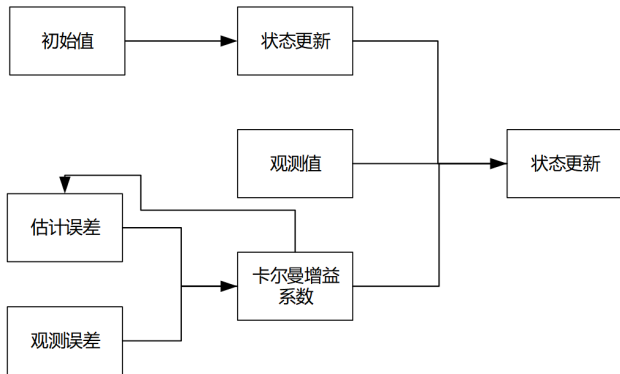 初始值
状态更新
观测值
状态更新
估计误差
卡尔曼增益
系数
观测误差